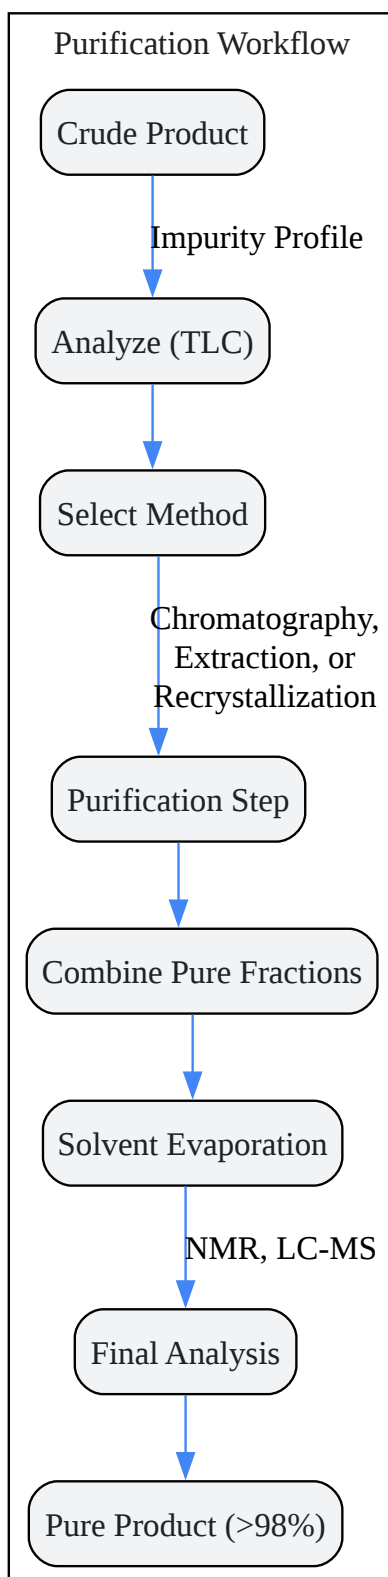 Purification Workflow
Crude Product
Impurity Profile
Analyze (TLC)
Select Method
Chromatography,
Extraction, or
Recrystallization
Purification Step
Combine Pure Fractions
Solvent Evaporation
NMR, LC-MS
Final Analysis
Pure Product (>98%)